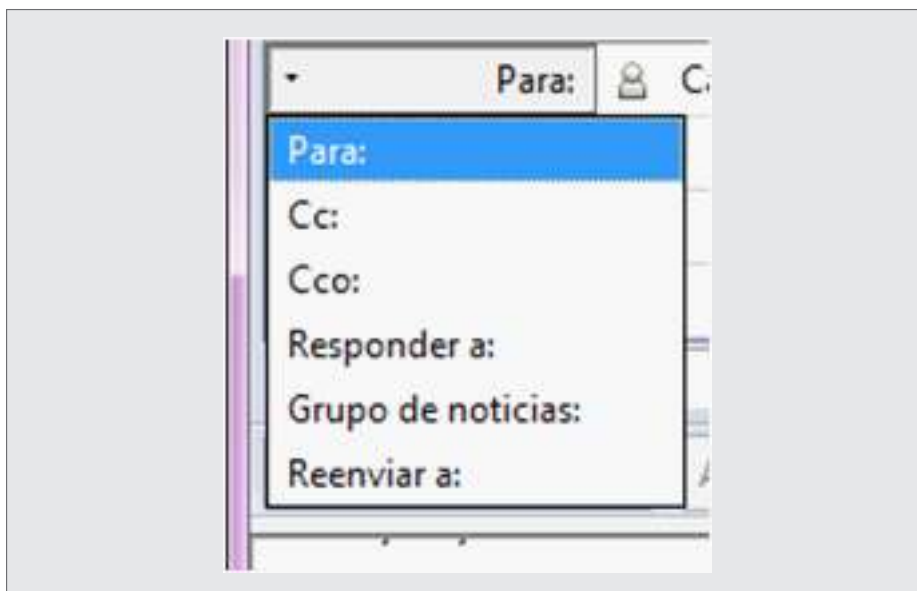 Para:
Para:
Cc:
Cco:
Responder a:
Grupo de noticias:
Reenviar a: